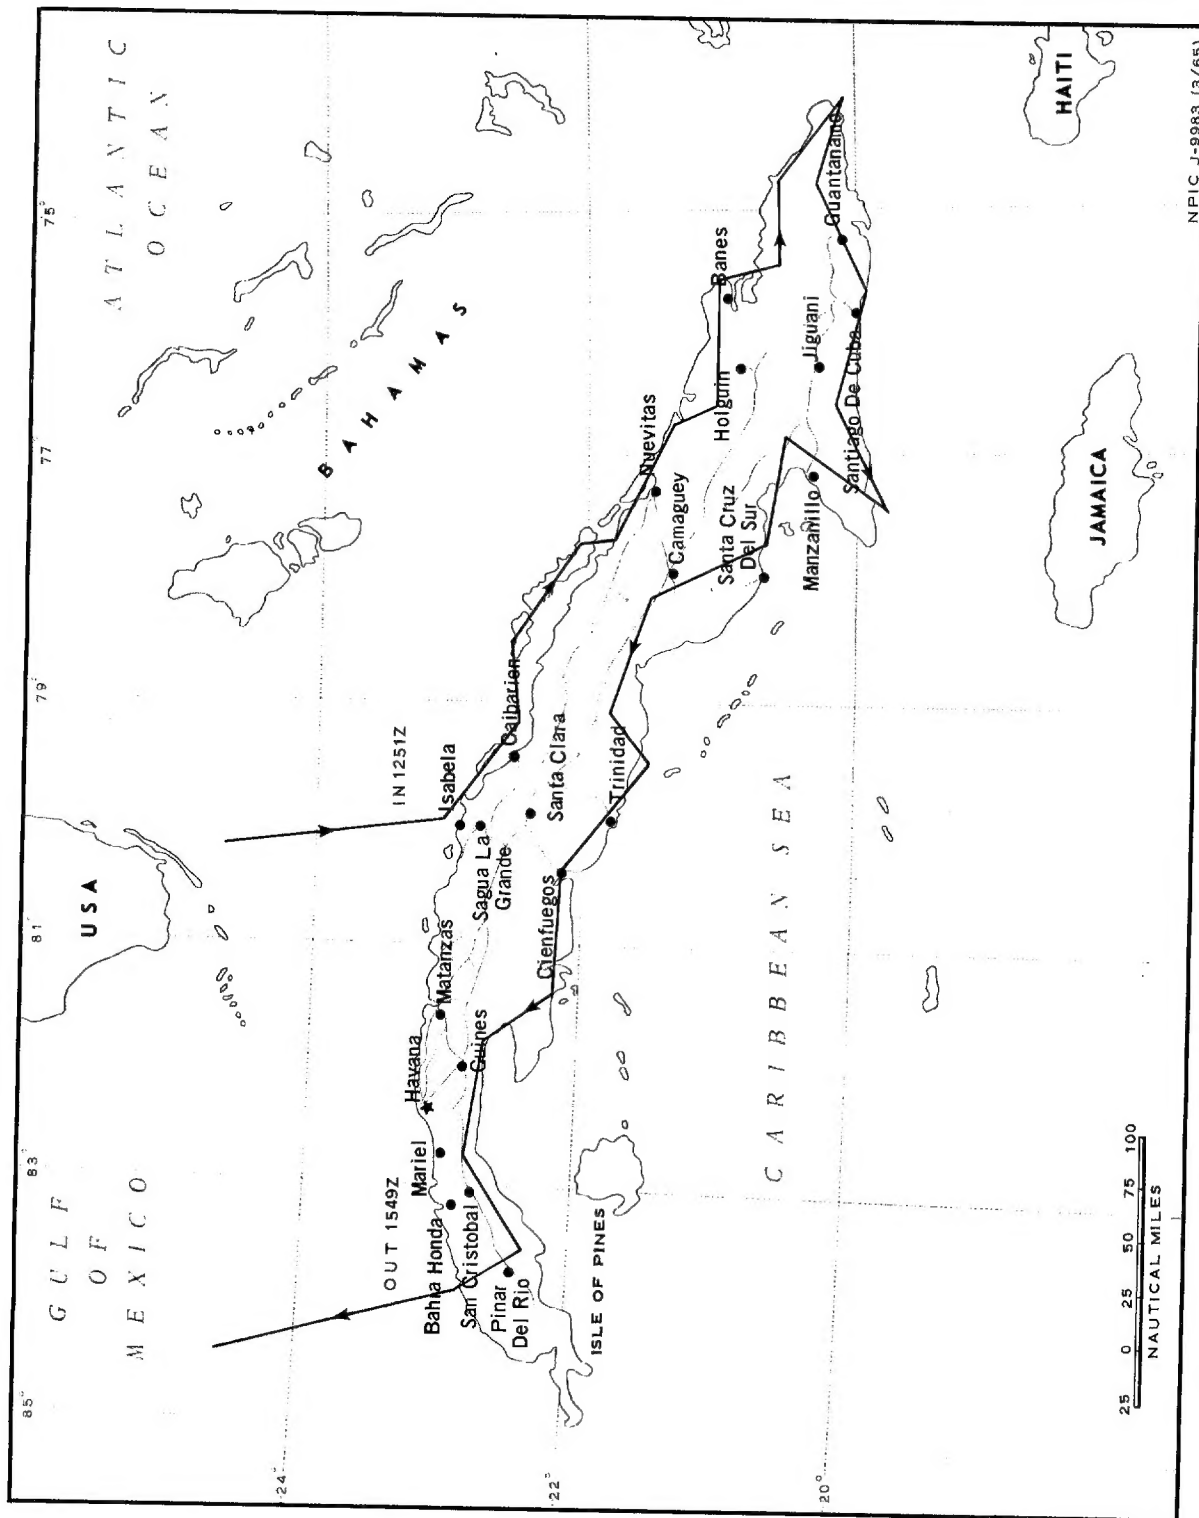 85°
83°
81°
79°
77°
75°
GULF
OF
MEXICO
USA
ATLANTIC
OCEAN
BAHAMAS
24°
OUT 1549Z
IN 1251Z
Havana
Mariel
Bahia Honda
San Cristobal
Pinar
Del Rio
Matanzas
Guines
Isabela
Sagua La
Grande
Caibarien
Santa Clara
Cienfuegos
Trinidad
Nuevitas
Camaguey
Santa Cruz
Del Sur
Holguin
Banes
Jiguani
Manzanillo
Santiago De Cuba
Guantanamo
22°
ISLE OF PINES
CARIBBEAN SEA
20°
JAMAICA
HAITI
25 0 25 50 75 100
NAUTICAL MILES
NPIC J-9983 (3/65)